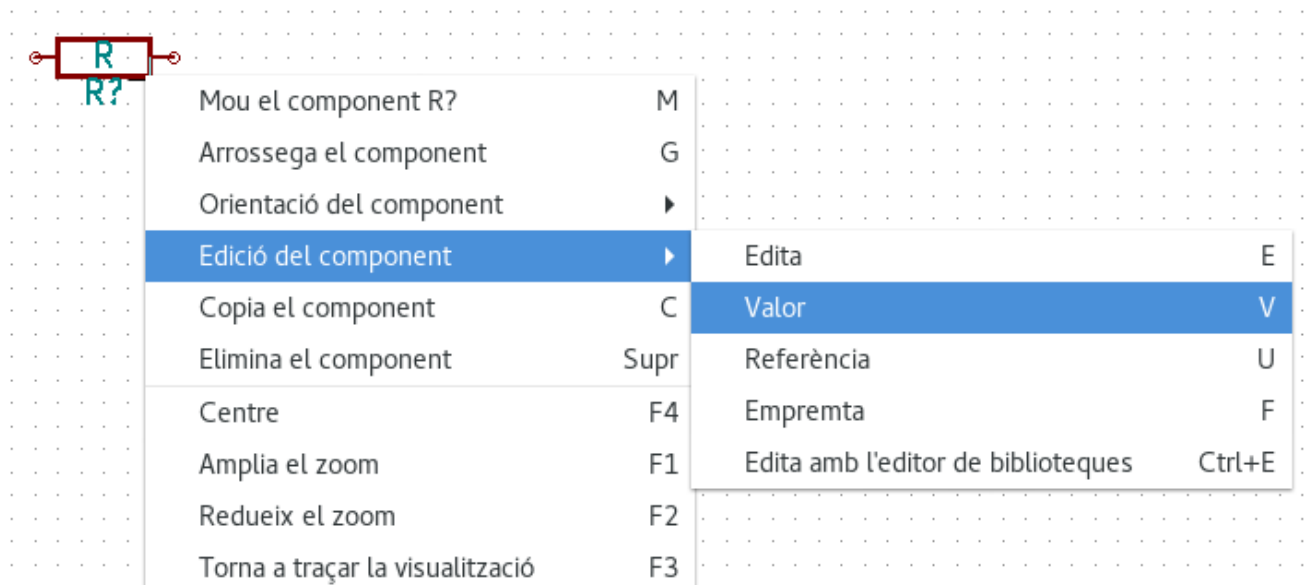 R
R?
Mou el component R? M
Arrossega el component G
Orientació del component
Edició del component
Copia el component C
Elimina el component Supr
Centre F4
Amplia el zoom F1
Redueix el zoom F2
Torna a traçar la visualització F3
Edita E
Valor V
Referència U
Empremta F
Edita amb l'editor de biblioteques Ctrl+E